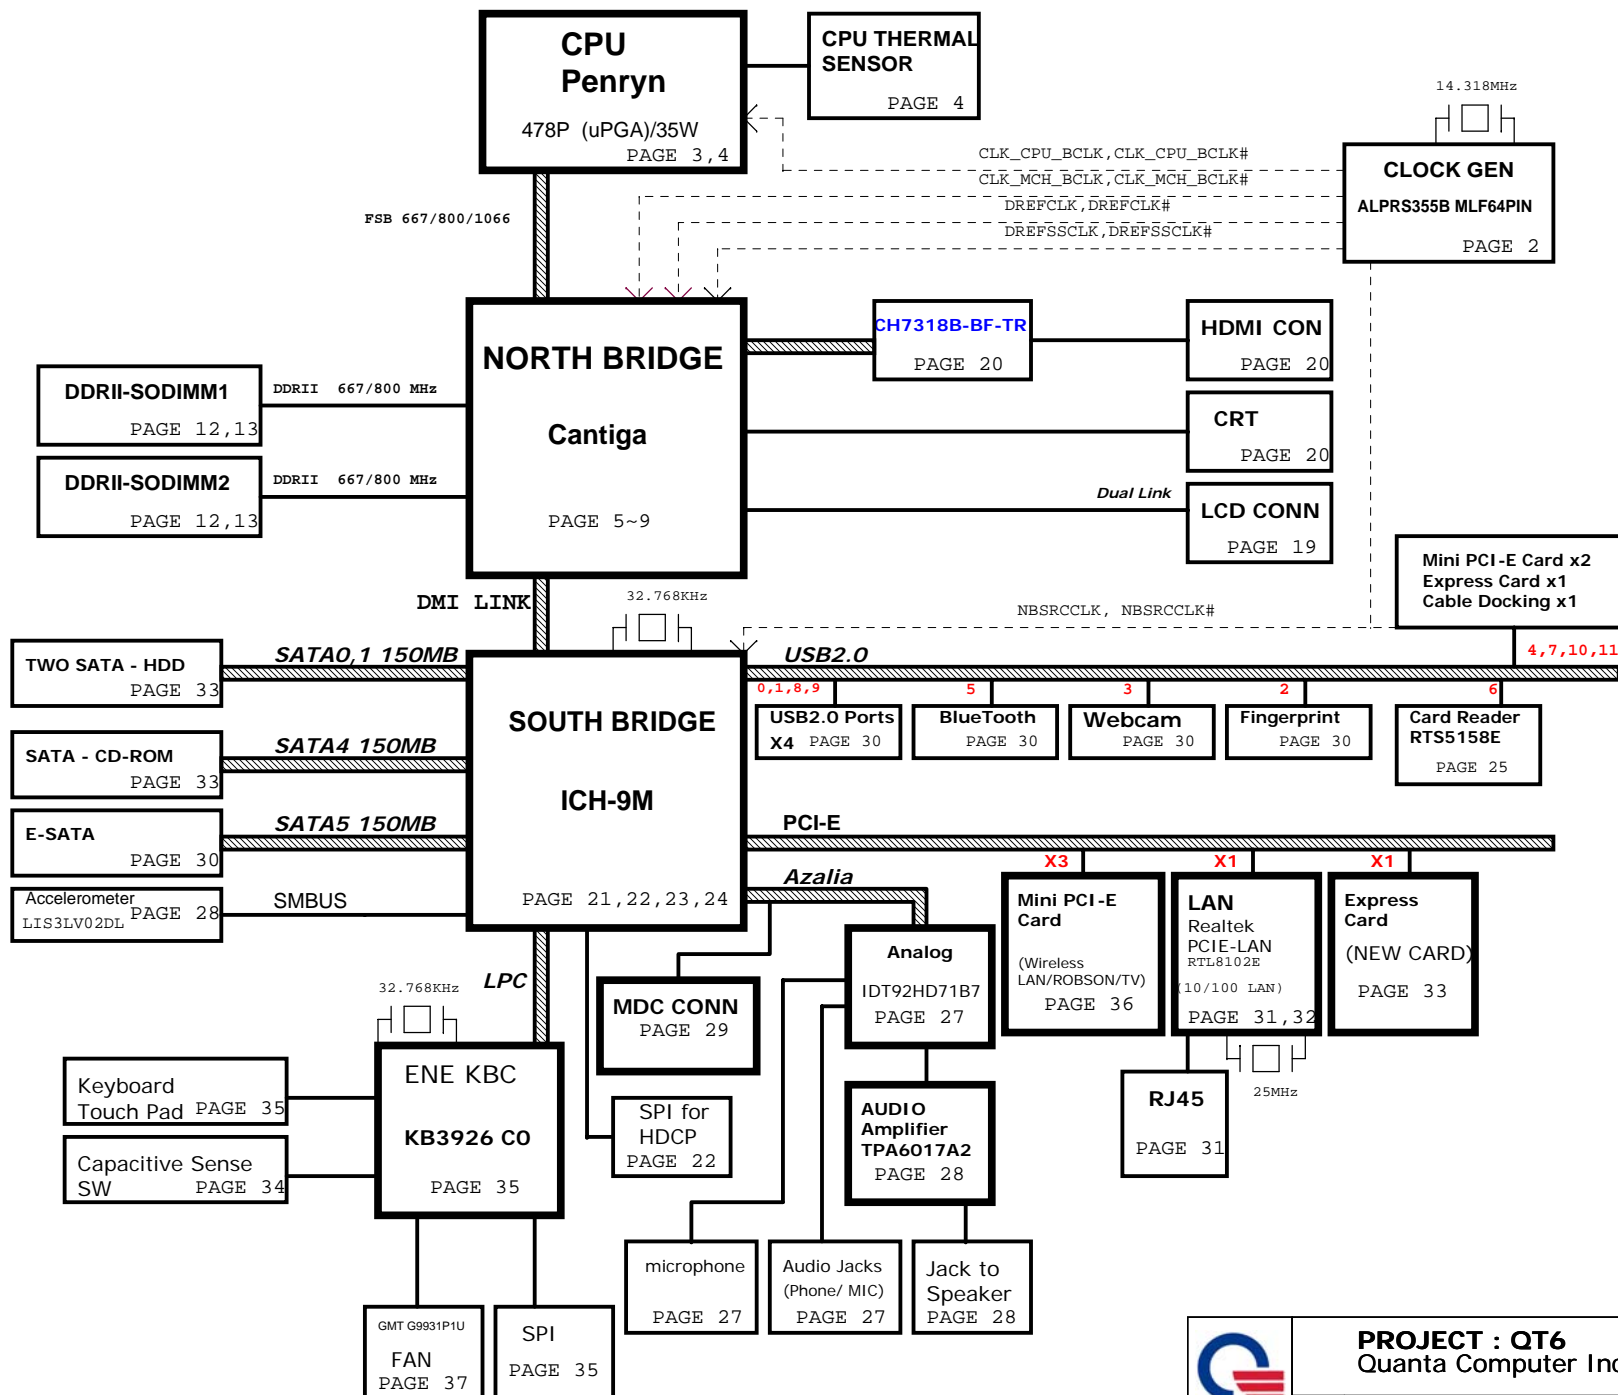 CPU
Penryn
478P (uPGA)/35W
PAGE 3,4
CPU THERMAL
SENSOR
PAGE 4
14.318MHz
CLOCK GEN
ALPRS355B MLF64PIN
PAGE 2
CLK_CPU_BCLK,CLK_CPU_BCLK#
CLK_MCH_BCLK,CLK_MCH_BCLK#
DREFCLK,DREFCLK#
DREFSSCLK,DREFSSCLK#
FSB 667/800/1066
NORTH BRIDGE
Cantiga
PAGE 5~9
CH7318B-BF-TR
PAGE 20
HDMI CON
PAGE 20
CRT
PAGE 20
Dual Link
LCD CONN
PAGE 19
DDRII-SODIMM1
PAGE 12,13
DDRII 667/800 MHz
DDRII-SODIMM2
PAGE 12,13
DDRII 667/800 MHz
DMI LINK
32.768KHz
NBSRCCLK, NBSRCCLK#
Mini PCI-E Card x2
Express Card x1
Cable Docking x1
4,7,10,11
TWO SATA - HDD
PAGE 33
SATA0,1 150MB
SATA - CD-ROM
PAGE 33
SATA4 150MB
E-SATA
PAGE 30
SATA5 150MB
Accelerometer
LIS3LV02DL
PAGE 28
SMBUS
SOUTH BRIDGE
ICH-9M
PAGE 21,22,23,24
USB2.0
0,1,8,9
USB2.0 Ports
X4 PAGE 30
5
BlueTooth
PAGE 30
3
Webcam
PAGE 30
2
Fingerprint
PAGE 30
6
Card Reader
RTS5158E
PAGE 25
PCI-E
X3
Mini PCI-E
Card
(Wireless
LAN/ROBSON/TV)
PAGE 36
X1
LAN
Realtek
PCIE-LAN
RTL8102E
(10/100 LAN)
PAGE 31,32
X1
Express
Card
(NEW CARD)
PAGE 33
25MHz
RJ45
PAGE 31
Azalia
Analog
IDT92HD71B7
PAGE 27
MDC CONN
PAGE 29
AUDIO
Amplifier
TPA6017A2
PAGE 28
SPI for
HDCP
PAGE 22
LPC
32.768KHz
ENE KBC
KB3926 C0
PAGE 35
Keyboard
Touch Pad PAGE 35
Capacitive Sense
SW PAGE 34
microphone
PAGE 27
Audio Jacks
(Phone/ MIC)
PAGE 27
Jack to
Speaker
PAGE 28
GMT G9931P1U
FAN
PAGE 37
SPI
PAGE 35
PROJECT : QT6
Quanta Computer Inc